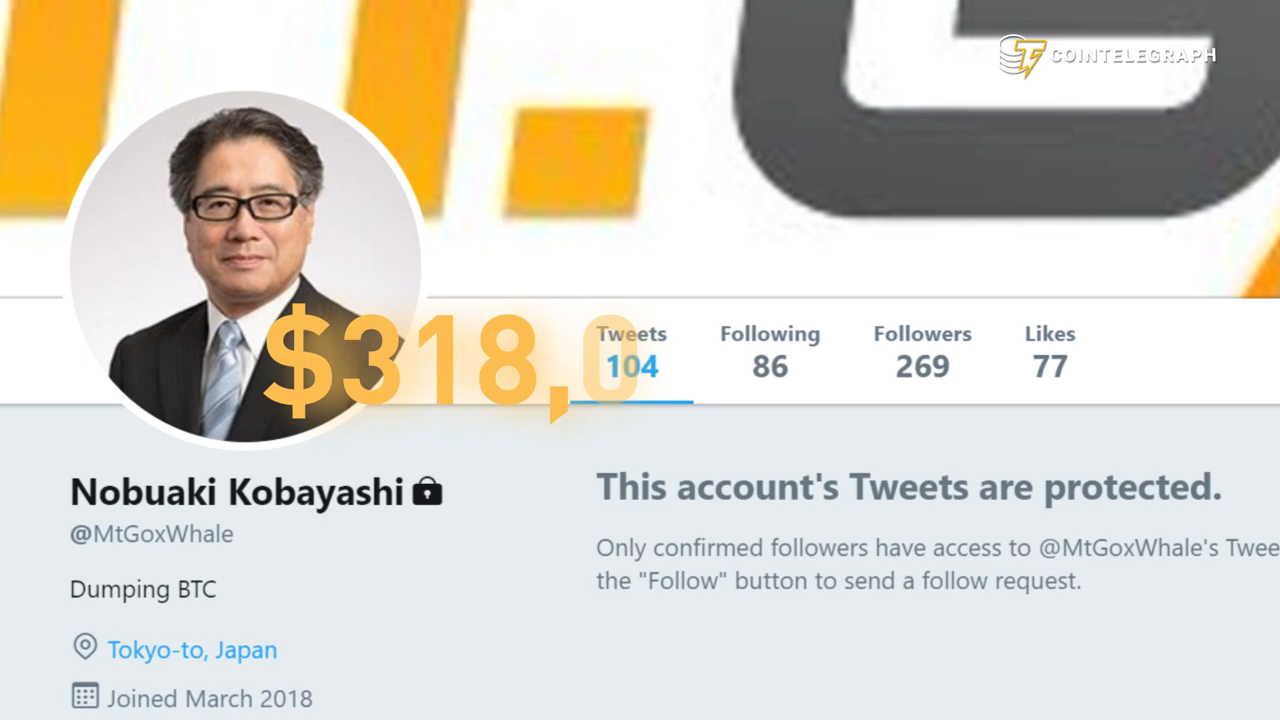 COINTELEGRAPH
$318,0
Tweets Following Followers Likes
104 86 269 77
Nobuaki Kobayashi
@MtGoxWhale
Dumping BTC
Tokyo-to, Japan
Joined March 2018
This account's Tweets are protected.
Only confirmed followers have access to @MtGoxWhale's Twee
the "Follow" button to send a follow request.